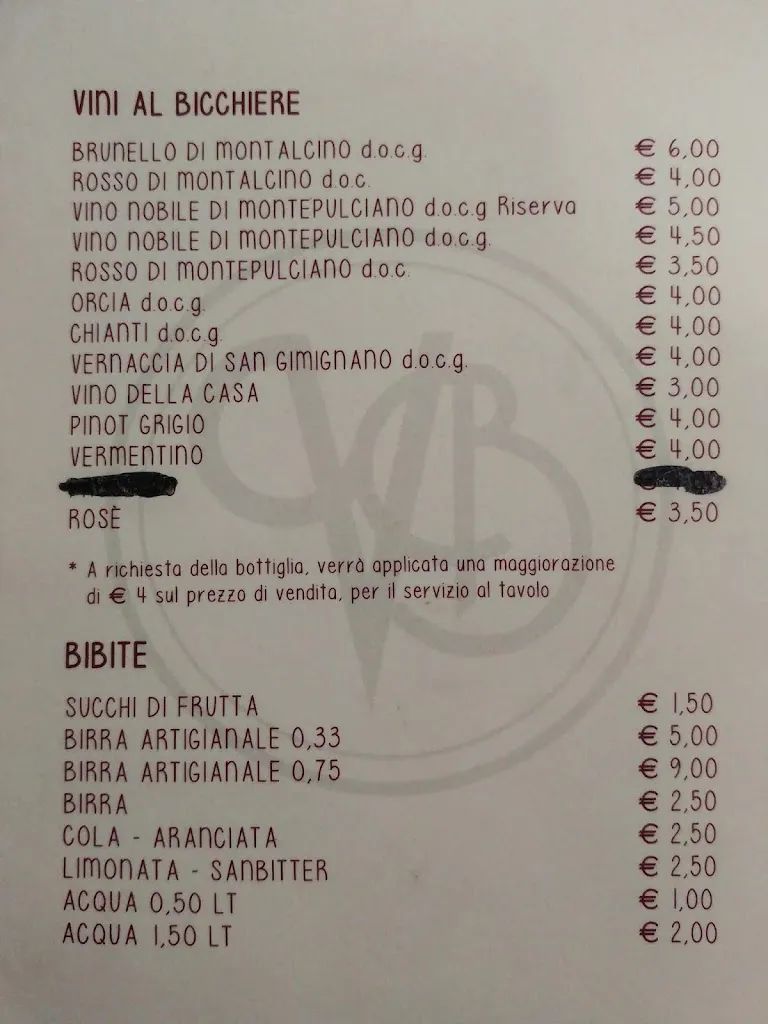 VINI AL BICCHIERE
BRUNELLO DI MONTALCINO d.o.c.g. € 6,00
ROSSO DI MONTALCINO d.o.c. € 4,00
VINO NOBILE DI MONTEPULCIANO d.o.c.g Riserva € 5,00
VINO NOBILE DI MONTEPULCIANO d.o.c.g. € 4,50
ROSSO DI MONTEPULCIANO d.o.c. € 3,50
ORCIA d.o.c.g. € 4,00
CHIANTI d.o.c.g. € 4,00
VERNACCIA DI SAN GIMIGNANO d.o.c.g. € 4,00
VINO DELLA CASA € 3,00
PINOT GRIGIO € 4,00
VERMENTINO € 4,00
ROSÈ € 3,50
* A richiesta della bottiglia, verrà applicata una maggiorazione
di € 4 sul prezzo di vendita, per il servizio al tavolo
BIBITE
SUCCHI DI FRUTTA € 1,50
BIRRA ARTIGIANALE 0,33 € 5,00
BIRRA ARTIGIANALE 0,75 € 9,00
BIRRA € 2,50
COLA - ARANCIATA € 2,50
LIMONATA - SANBITTER € 2,50
ACQUA 0,50 LT € 1,00
ACQUA 1,50 LT € 2,00